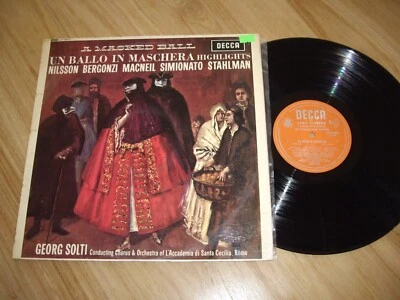 A MASKED BALL
DECCA
UN BALLO IN MASCHERA HIGHLIGHTS
NILSSON BERGONZI MACNEIL SIMIONATO STAHLMAN
GEORG SOLTI Conducting Chorus & Orchestra of L'Accademia di Santa Cecilia, Rome
DECCA